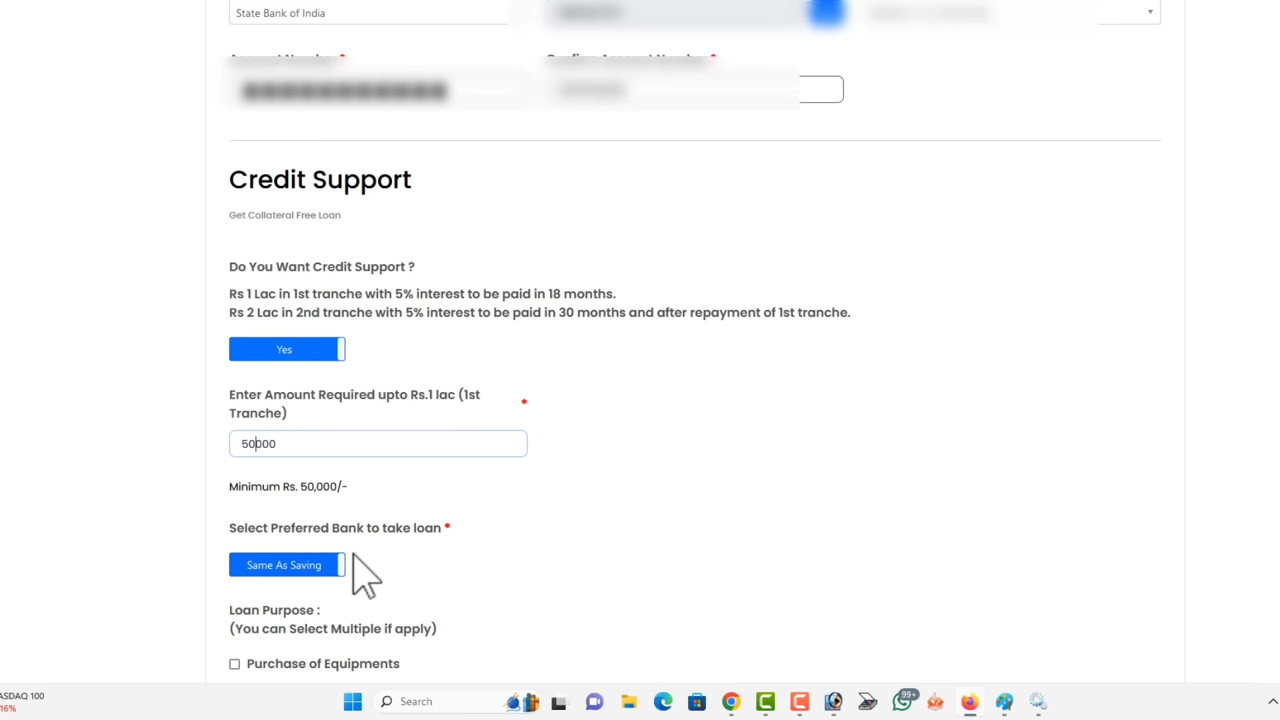 State Bank of India
Credit Support
Get Collateral Free Loan
Do You Want Credit Support ?
Rs 1 Lac in 1st tranche with 5% interest to be paid in 18 months.
Rs 2 Lac in 2nd tranche with 5% interest to be paid in 30 months and after repayment of 1st tranche.
Yes
Enter Amount Required upto Rs.1 lac (1st
Tranche)
*
50000
Minimum Rs. 50,000/-
Select Preferred Bank to take loan *
Same As Saving
Loan Purpose :
(You can Select Multiple if apply)
Purchase of Equipments
ASDAQ 100
16%
Search
99+